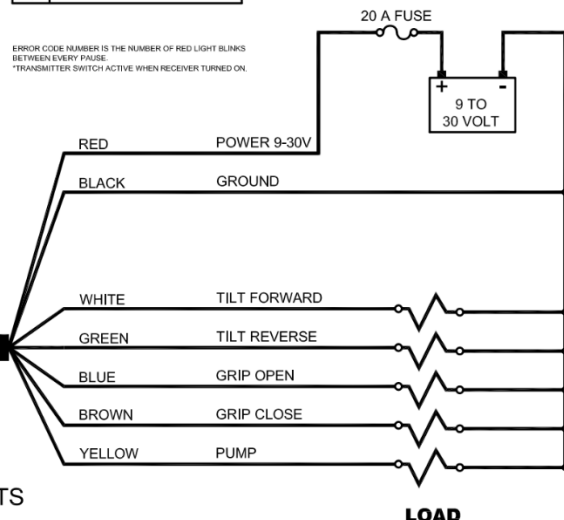 20 A FUSE
ERROR CODE NUMBER IS THE NUMBER OF RED LIGHT BLINKS
BETWEEN EVERY PAUSE.
*TRANSMITTER SWITCH ACTIVE WHEN RECEIVER TURNED ON.
+ -
9 TO
30 VOLT
RED POWER 9-30V
BLACK GROUND
WHITE TILT FORWARD
GREEN TILT REVERSE
BLUE GRIP OPEN
BROWN GRIP CLOSE
YELLOW PUMP
TS
LOAD